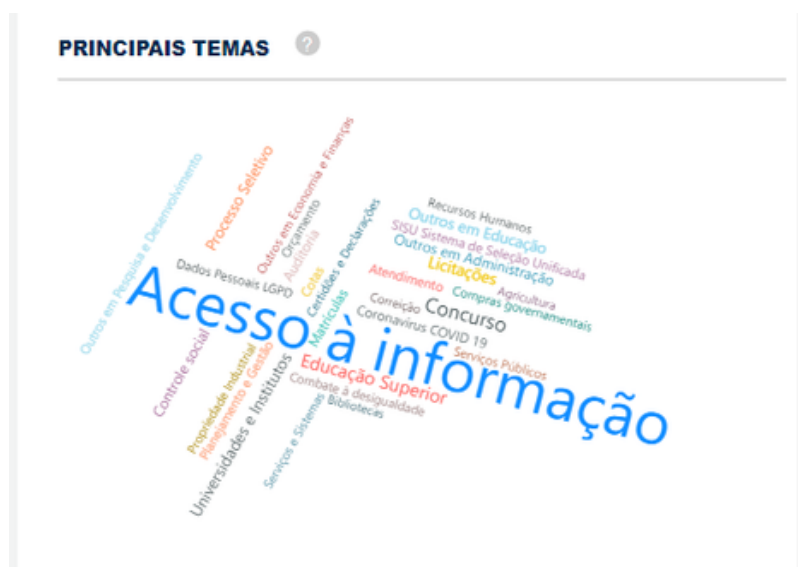 PRINCIPAIS TEMAS ?
Outros em Pesquisa e Desenvolvimento
Processo Seletivo
Outros em Economia e Finanças
Orçamento
Auditoria
Cotas
Certidões e Declarações
Matrículas
Dados Pessoais LGPD
Acesso à informação
Recursos Humanos
Outros em Educação
SISU Sistema de Seleção Unificada
Outros em Administração
Licitações
Atendimento
Agricultura
Compras governamentais
Correição
Concurso
Coronavírus COVID 19
Serviços Públicos
Educação Superior
Combate à desigualdade
Bibliotecas
Controle social
Propriedade Industrial
Planejamento e Gestão
Universidades e Institutos
Serviços e Sistemas